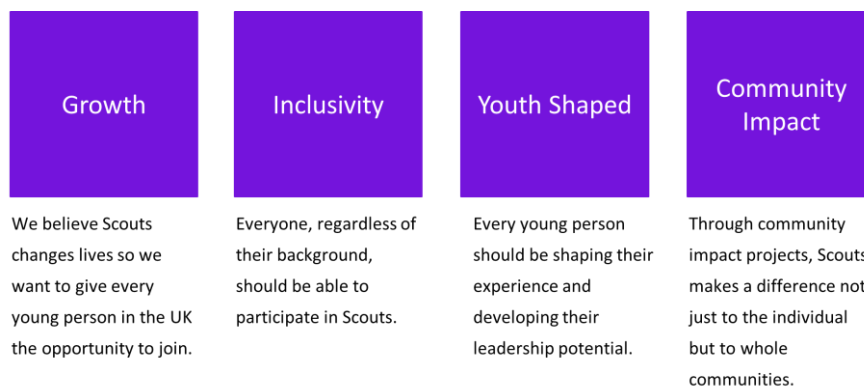 Growth
We believe Scouts
changes lives so we
want to give every
young person in the UK
the opportunity to join.
Inclusivity
Everyone, regardless of
their background,
should be able to
participate in Scouts.
Youth Shaped
Every young person
should be shaping their
experience and
developing their
leadership potential.
Community
Impact
Through community
impact projects, Scouts
makes a difference not
just to the individual
but to whole
communities.